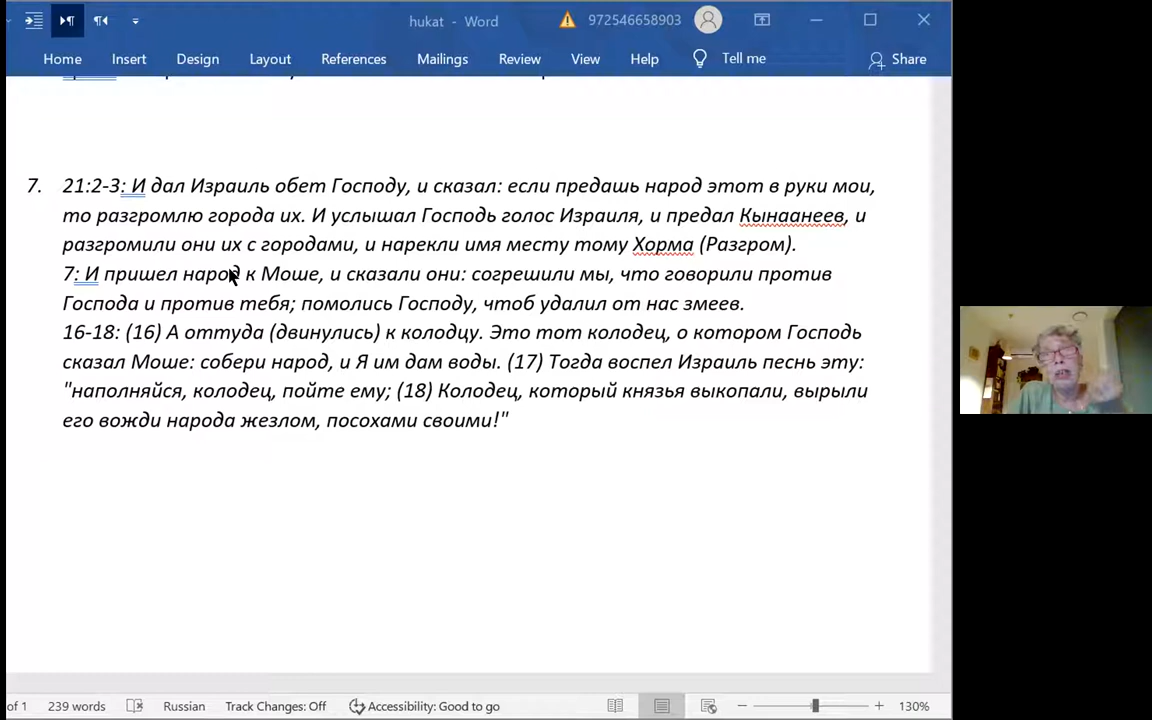 hukat - Word
972546658903
Home Insert Design Layout References Mailings Review View Help Tell me Share
7. 21:2-3: И дал Израиль обет Господу, и сказал: если предашь народ этот в руки мои,
то разгромлю города их. И услышал Господь голос Израиля, и предал Кынаанеев, и
разгромили они их с городами, и нарекли имя месту тому Хорма (Разгром).
7: И пришел народ к Моше, и сказали они: согрешили мы, что говорили против
Господа и против тебя; помолись Господу, чтоб удалил от нас змеев.
16-18: (16) А оттуда (двинулись) к колодцу. Это тот колодец, о котором Господь
сказал Моше: собери народ, и Я им дам воды. (17) Тогда воспел Израиль песнь эту:
"наполняйся, колодец, пойте ему; (18) Колодец, который князья выкопали, вырыли
его вожди народа жезлом, посохами своими!"
of 1 239 words Russian Track Changes: Off Accessibility: Good to go 130%